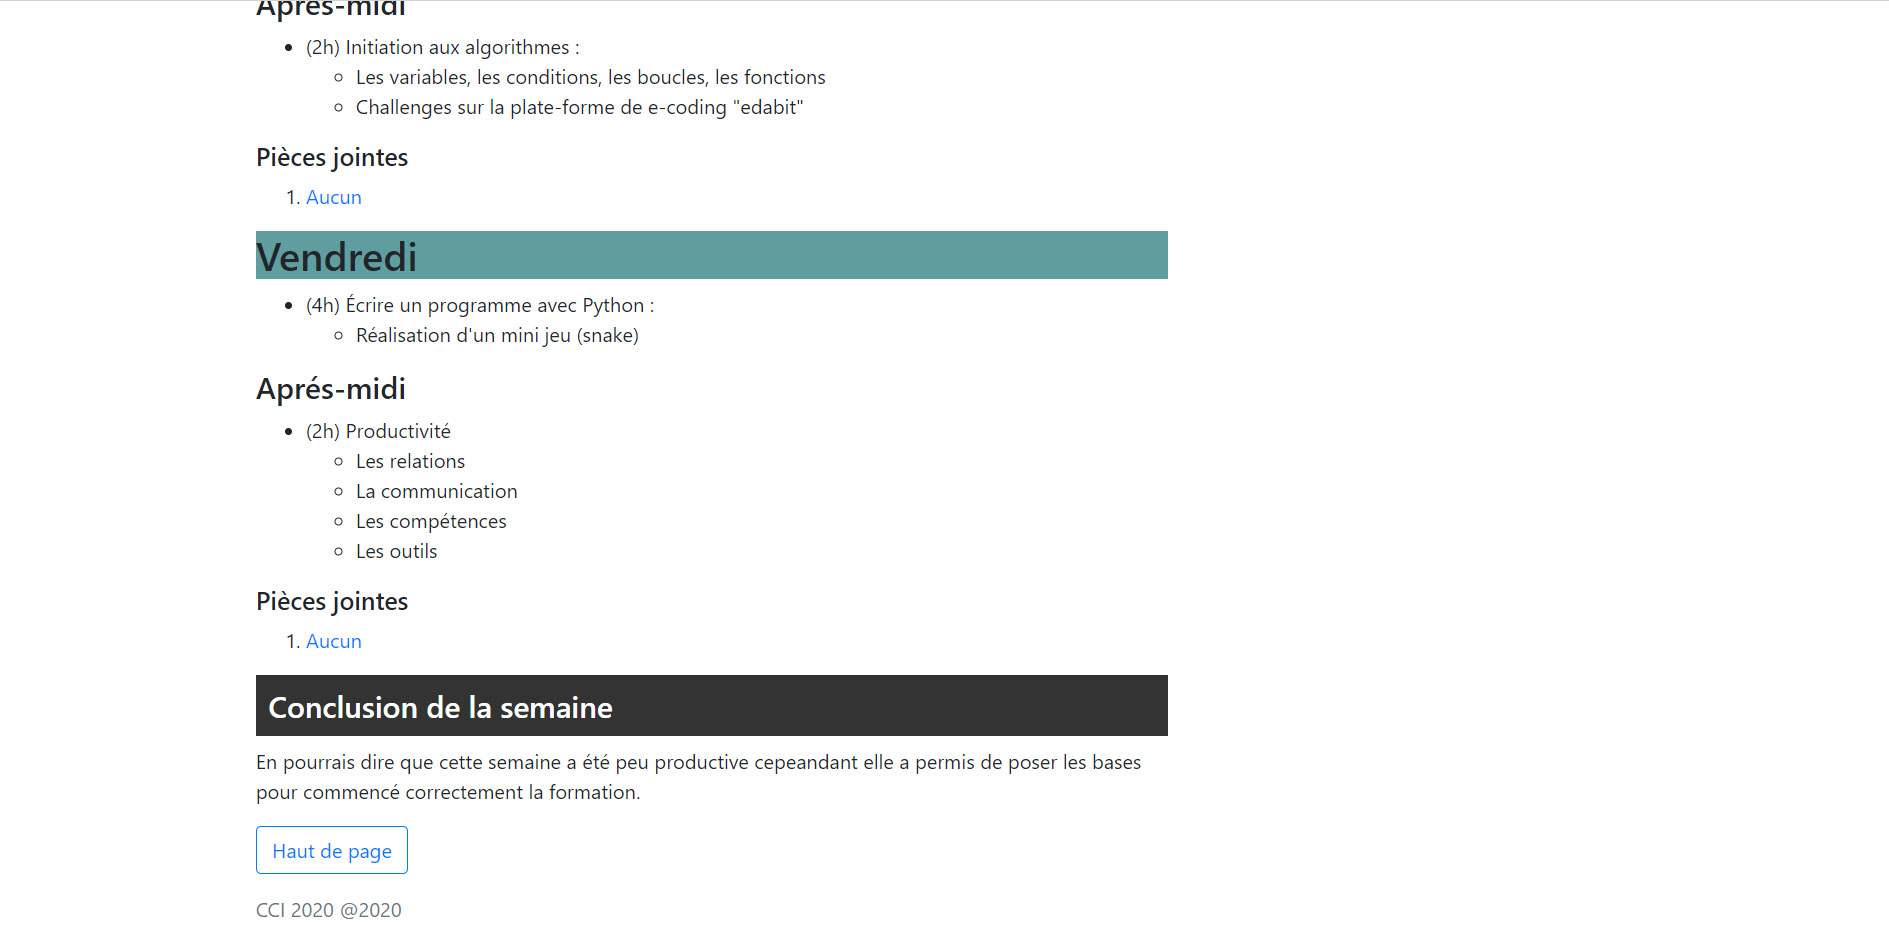 Aprés-midi
(2h) Initiation aux algorithmes :
Les variables, les conditions, les boucles, les fonctions
Challenges sur la plate-forme de e-coding "edabit"
Pièces jointes
1. Aucun
Vendredi
(4h) Écrire un programme avec Python :
Réalisation d'un mini jeu (snake)
Aprés-midi
(2h) Productivité
Les relations
La communication
Les compétences
Les outils
Pièces jointes
1. Aucun
Conclusion de la semaine
En pourrais dire que cette semaine a été peu productive cepeandant elle a permis de poser les bases
pour commencé correctement la formation.
Haut de page
CCI 2020 @2020